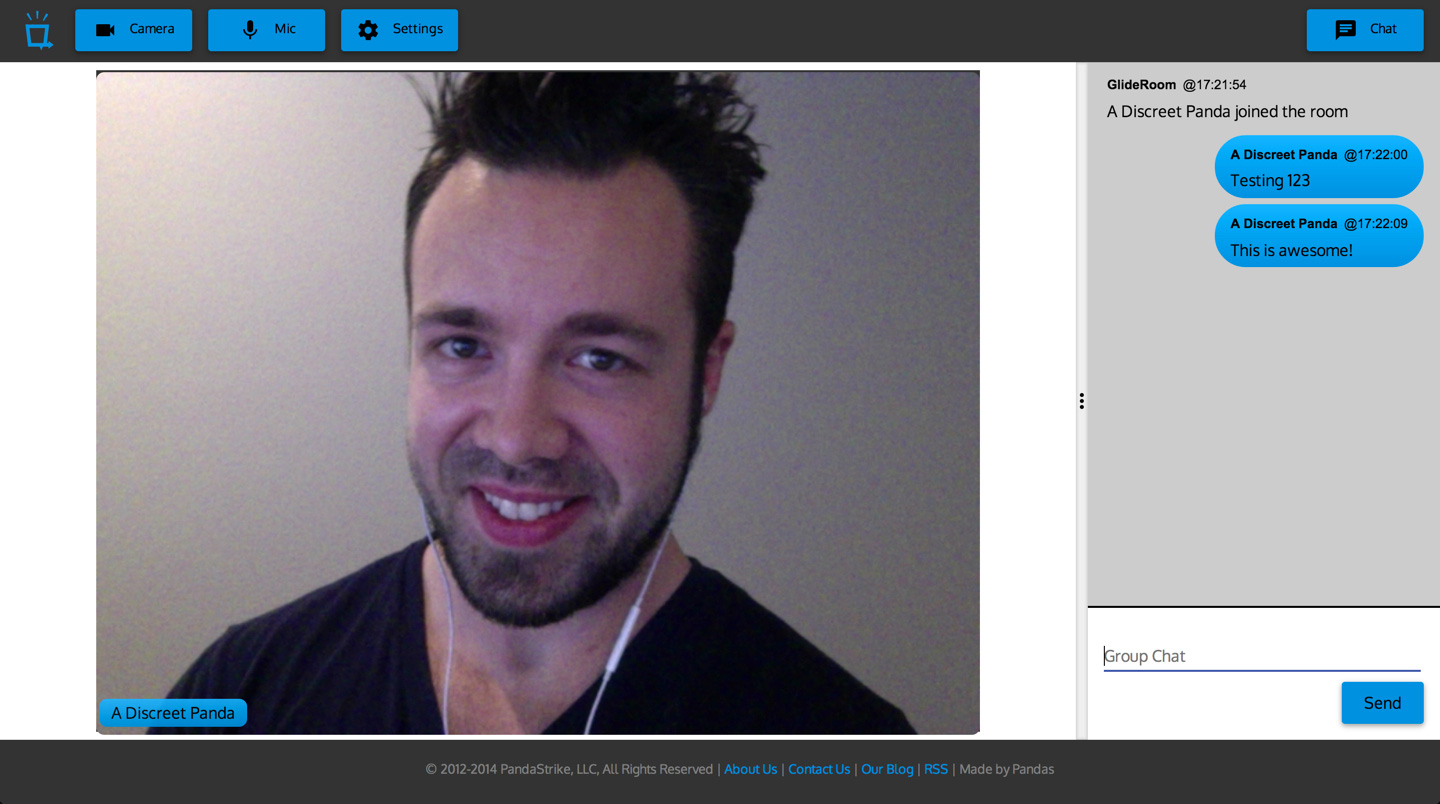 Camera
Mic
Settings
Chat
GlideRoom @17:21:54
A Discreet Panda joined the room
A Discreet Panda @17:22:00
Testing 123
A Discreet Panda @17:22:09
This is awesome!
A Discreet Panda
Group Chat
Send
© 2012-2014 PandaStrike, LLC, All Rights Reserved | About Us | Contact Us | Our Blog | RSS | Made by Pandas